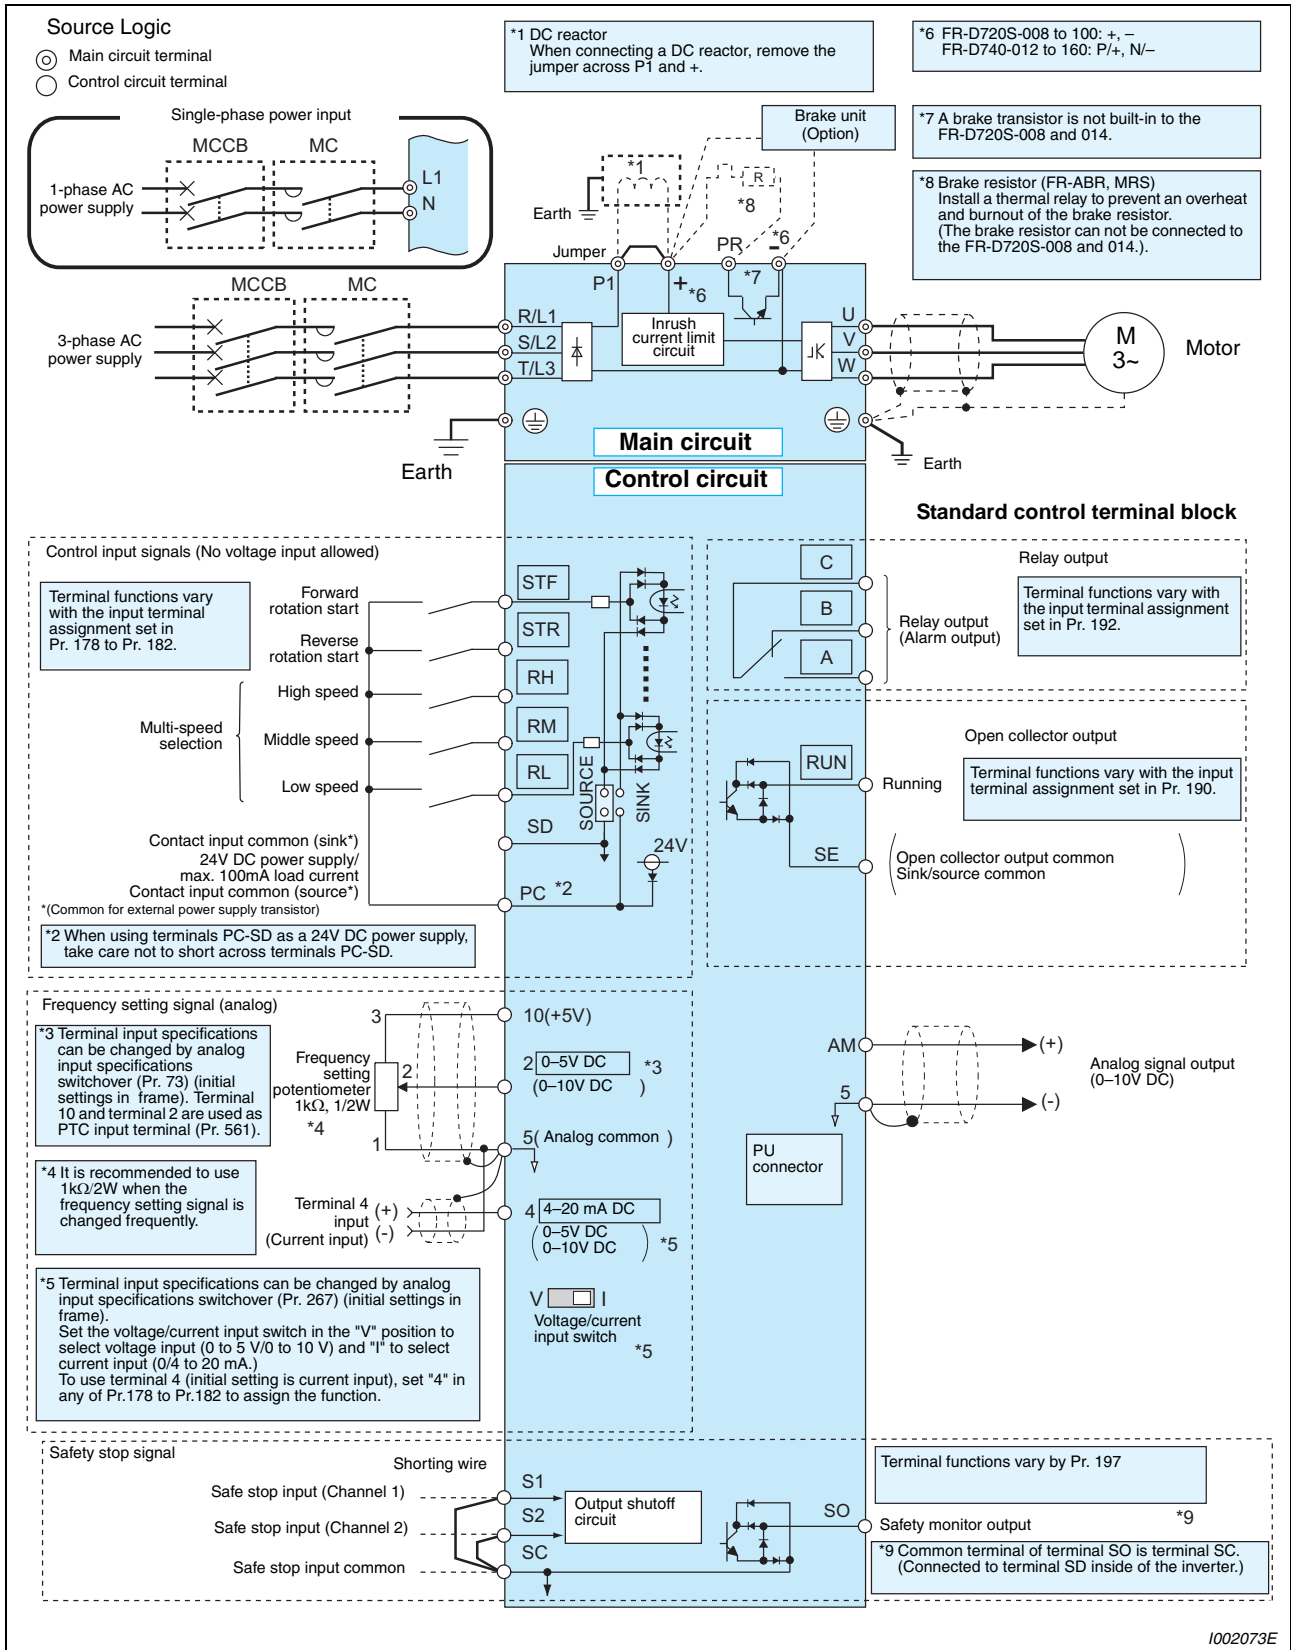 Source Logic
Main circuit terminal
Control circuit terminal
*1 DC reactor
When connecting a DC reactor, remove the
jumper across P1 and +.
*6 FR-D720S-008 to 100: +, –
FR-D740-012 to 160: P/+, N/–
Single-phase power input
MCCB
MC
1-phase AC
power supply
L1
N
Brake unit
(Option)
*7 A brake transistor is not built-in to the
FR-D720S-008 and 014.
*8 Brake resistor (FR-ABR, MRS)
Install a thermal relay to prevent an overheat
and burnout of the brake resistor.
(The brake resistor can not be connected to
the FR-D720S-008 and 014.).
*1
R
*8
Earth
Jumper
PR
-
*6
P1
+
*6
*7
MCCB
MC
3-phase AC
power supply
R/L1
S/L2
T/L3
Inrush
current limit
circuit
U
V
W
M
3~
Motor
Earth
Main circuit
Earth
Control circuit
Standard control terminal block
Control input signals (No voltage input allowed)
Terminal functions vary
with the input terminal
assignment set in
Pr. 178 to Pr. 182.
Forward
rotation start
Reverse
rotation start
High speed
Multi-speed
selection
Middle speed
Low speed
STF
STR
RH
RM
RL
SD
SOURCE
SINK
24V
PC *2
Contact input common (sink*)
24V DC power supply/
max. 100mA load current
Contact input common (source*)
*(Common for external power supply transistor)
*2 When using terminals PC-SD as a 24V DC power supply,
take care not to short across terminals PC-SD.
Relay output
C
B
A
Relay output
(Alarm output)
Terminal functions vary with
the input terminal assignment
set in Pr. 192.
Open collector output
RUN
Running
Terminal functions vary with the input
terminal assignment set in Pr. 190.
SE
(Open collector output common
Sink/source common )
Frequency setting signal (analog)
*3 Terminal input specifications
can be changed by analog
input specifications
switchover (Pr. 73) (initial
settings in frame). Terminal
10 and terminal 2 are used as
PTC input terminal (Pr. 561).
Frequency
setting
potentiometer
1kΩ, 1/2W
*4
3
2
1
10(+5V)
2 0–5V DC *3
(0–10V DC )
5( Analog common )
*4 It is recommended to use
1kΩ/2W when the
frequency setting signal is
changed frequently.
Terminal 4
input
(Current input)
(+)
(-)
4 4–20 mA DC
(0–5V DC
0–10V DC ) *5
V I
Voltage/current
input switch
*5
*5 Terminal input specifications can be changed by analog
input specifications switchover (Pr. 267) (initial settings in
frame).
Set the voltage/current input switch in the "V" position to
select voltage input (0 to 5 V/0 to 10 V) and "I" to select
current input (0/4 to 20 mA.)
To use terminal 4 (initial setting is current input), set "4" in
any of Pr.178 to Pr.182 to assign the function.
AM
(+)
Analog signal output
(0–10V DC)
5
(-)
PU
connector
Safety stop signal
Shorting wire
Safe stop input (Channel 1)
Safe stop input (Channel 2)
Safe stop input common
S1
S2
SC
Output shutoff
circuit
SO
Terminal functions vary by Pr. 197
*9
Safety monitor output
*9 Common terminal of terminal SO is terminal SC.
(Connected to terminal SD inside of the inverter.)
I002073E